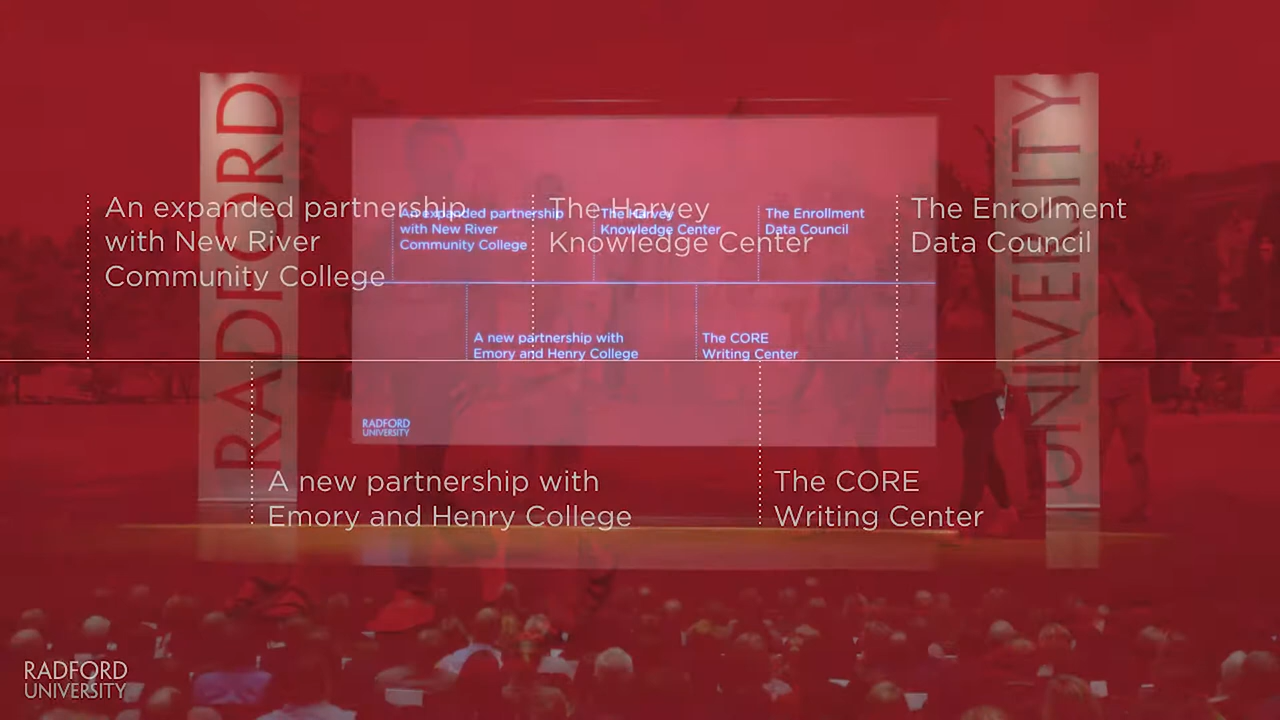 RADFORD
UNIVERSITY
An expanded partnership
with New River
Community College
The Harvey
Knowledge Center
The Enrollment
Data Council
A new partnership with
Emory and Henry College
The CORE
Writing Center
An expanded partnership
with New River
Community College
The Harvey
Knowledge Center
The Enrollment
Data Council
A new partnership with
Emory and Henry College
The CORE
Writing Center
RADFORD
UNIVERSITY
RADFORD
UNIVERSITY